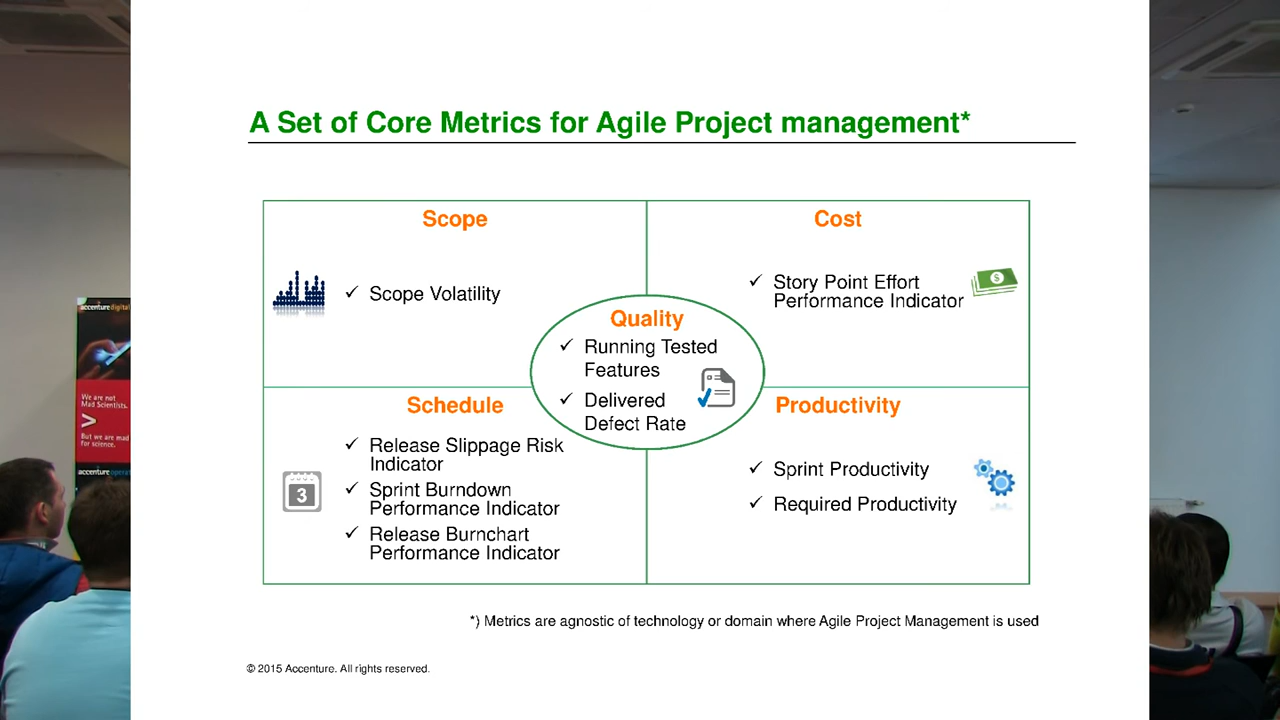 A Set of Core Metrics for Agile Project management*
Scope
Scope Volatility
Cost
Story Point Effort
Performance Indicator
Quality
Running Tested
Features
Delivered
Defect Rate
Schedule
Release Slippage Risk
Indicator
Sprint Burndown
Performance Indicator
Release Burnchart
Performance Indicator
3
Productivity
Sprint Productivity
Required Productivity
*) Metrics are agnostic of technology or domain where Agile Project Management is used
© 2015 Accenture. All rights reserved.
accenturedigital
We are not
Mad Scientists.
>
But we are mad
for science.